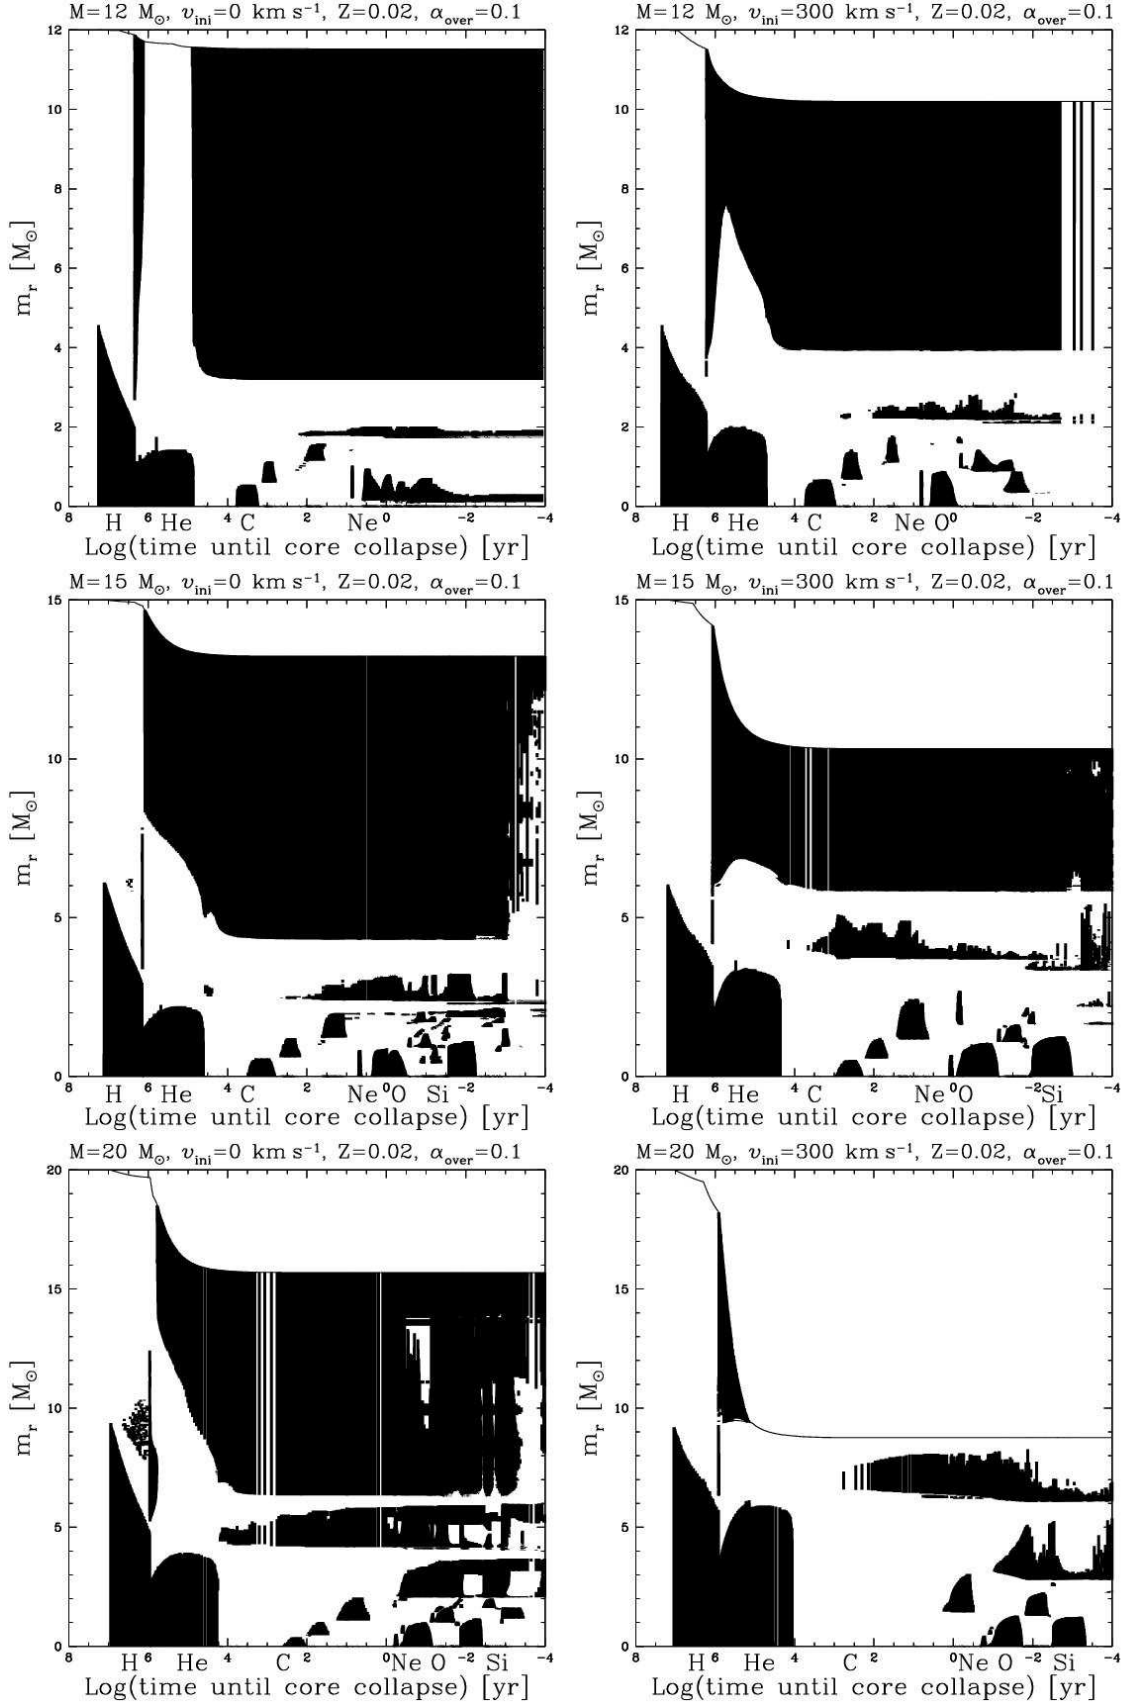 M=12 M☉, υini=0 km s⁻¹, Z=0.02, αover=0.1
12
10
8
6
4
2
0
mr [M☉]
8 H 6 He 4 C 2 Ne 0 −2 −4
Log(time until core collapse) [yr]
M=12 M☉, υini=300 km s⁻¹, Z=0.02, αover=0.1
12
10
8
6
4
2
0
mr [M☉]
8 H 6 He 4 C 2 Ne O 0 −2 −4
Log(time until core collapse) [yr]
M=15 M☉, υini=0 km s⁻¹, Z=0.02, αover=0.1
15
10
5
0
mr [M☉]
8 H 6 He 4 C 2 Ne 0 O Si −2 −4
Log(time until core collapse) [yr]
M=15 M☉, υini=300 km s⁻¹, Z=0.02, αover=0.1
15
10
5
0
mr [M☉]
8 H 6 He 4 C 2 Ne 0 O −2 Si −4
Log(time until core collapse) [yr]
M=20 M☉, υini=0 km s⁻¹, Z=0.02, αover=0.1
20
15
10
5
0
mr [M☉]
8 H 6 He 4 C 2 Ne 0 O −2 Si −4
Log(time until core collapse) [yr]
M=20 M☉, υini=300 km s⁻¹, Z=0.02, αover=0.1
20
15
10
5
0
mr [M☉]
8 H 6 He 4 C 2 Ne 0 O −2 Si −4
Log(time until core collapse) [yr]